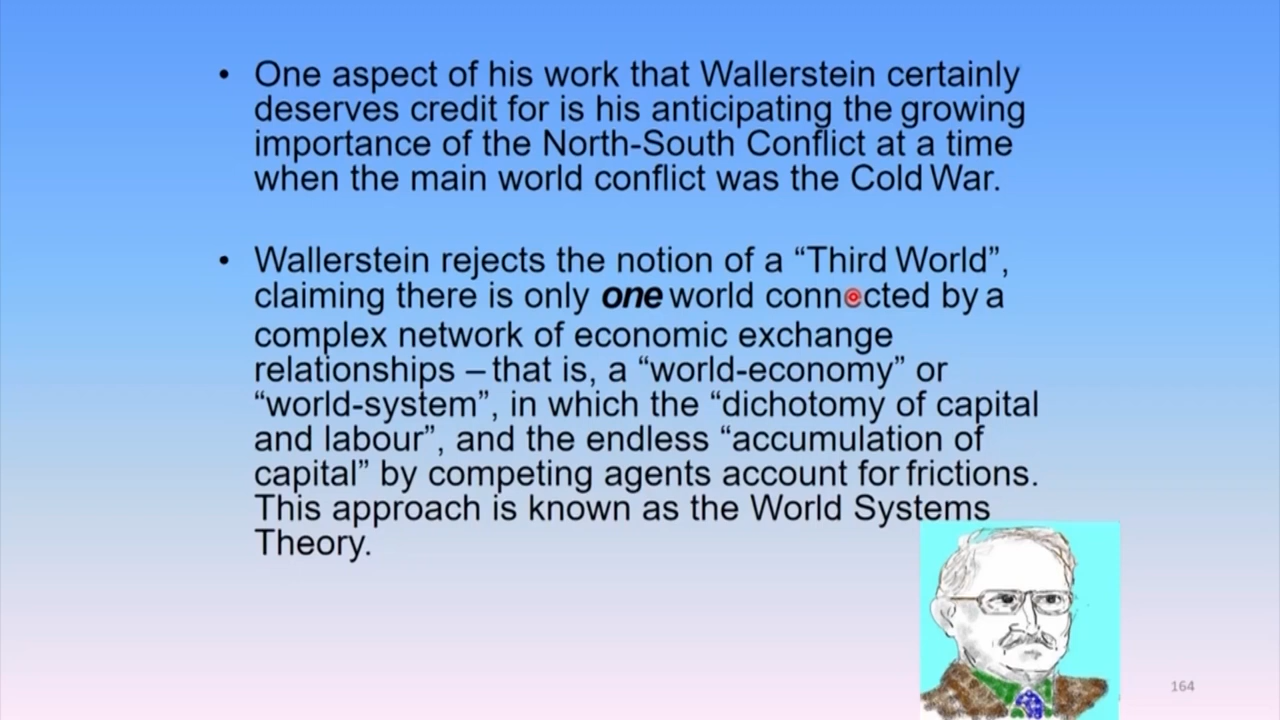 • One aspect of his work that Wallerstein certainly
deserves credit for is his anticipating the growing
importance of the North-South Conflict at a time
when the main world conflict was the Cold War.
• Wallerstein rejects the notion of a “Third World”,
claiming there is only one world connected by a
complex network of economic exchange
relationships – that is, a “world-economy” or
“world-system”, in which the “dichotomy of capital
and labour”, and the endless “accumulation of
capital” by competing agents account for frictions.
This approach is known as the World Systems
Theory.
164